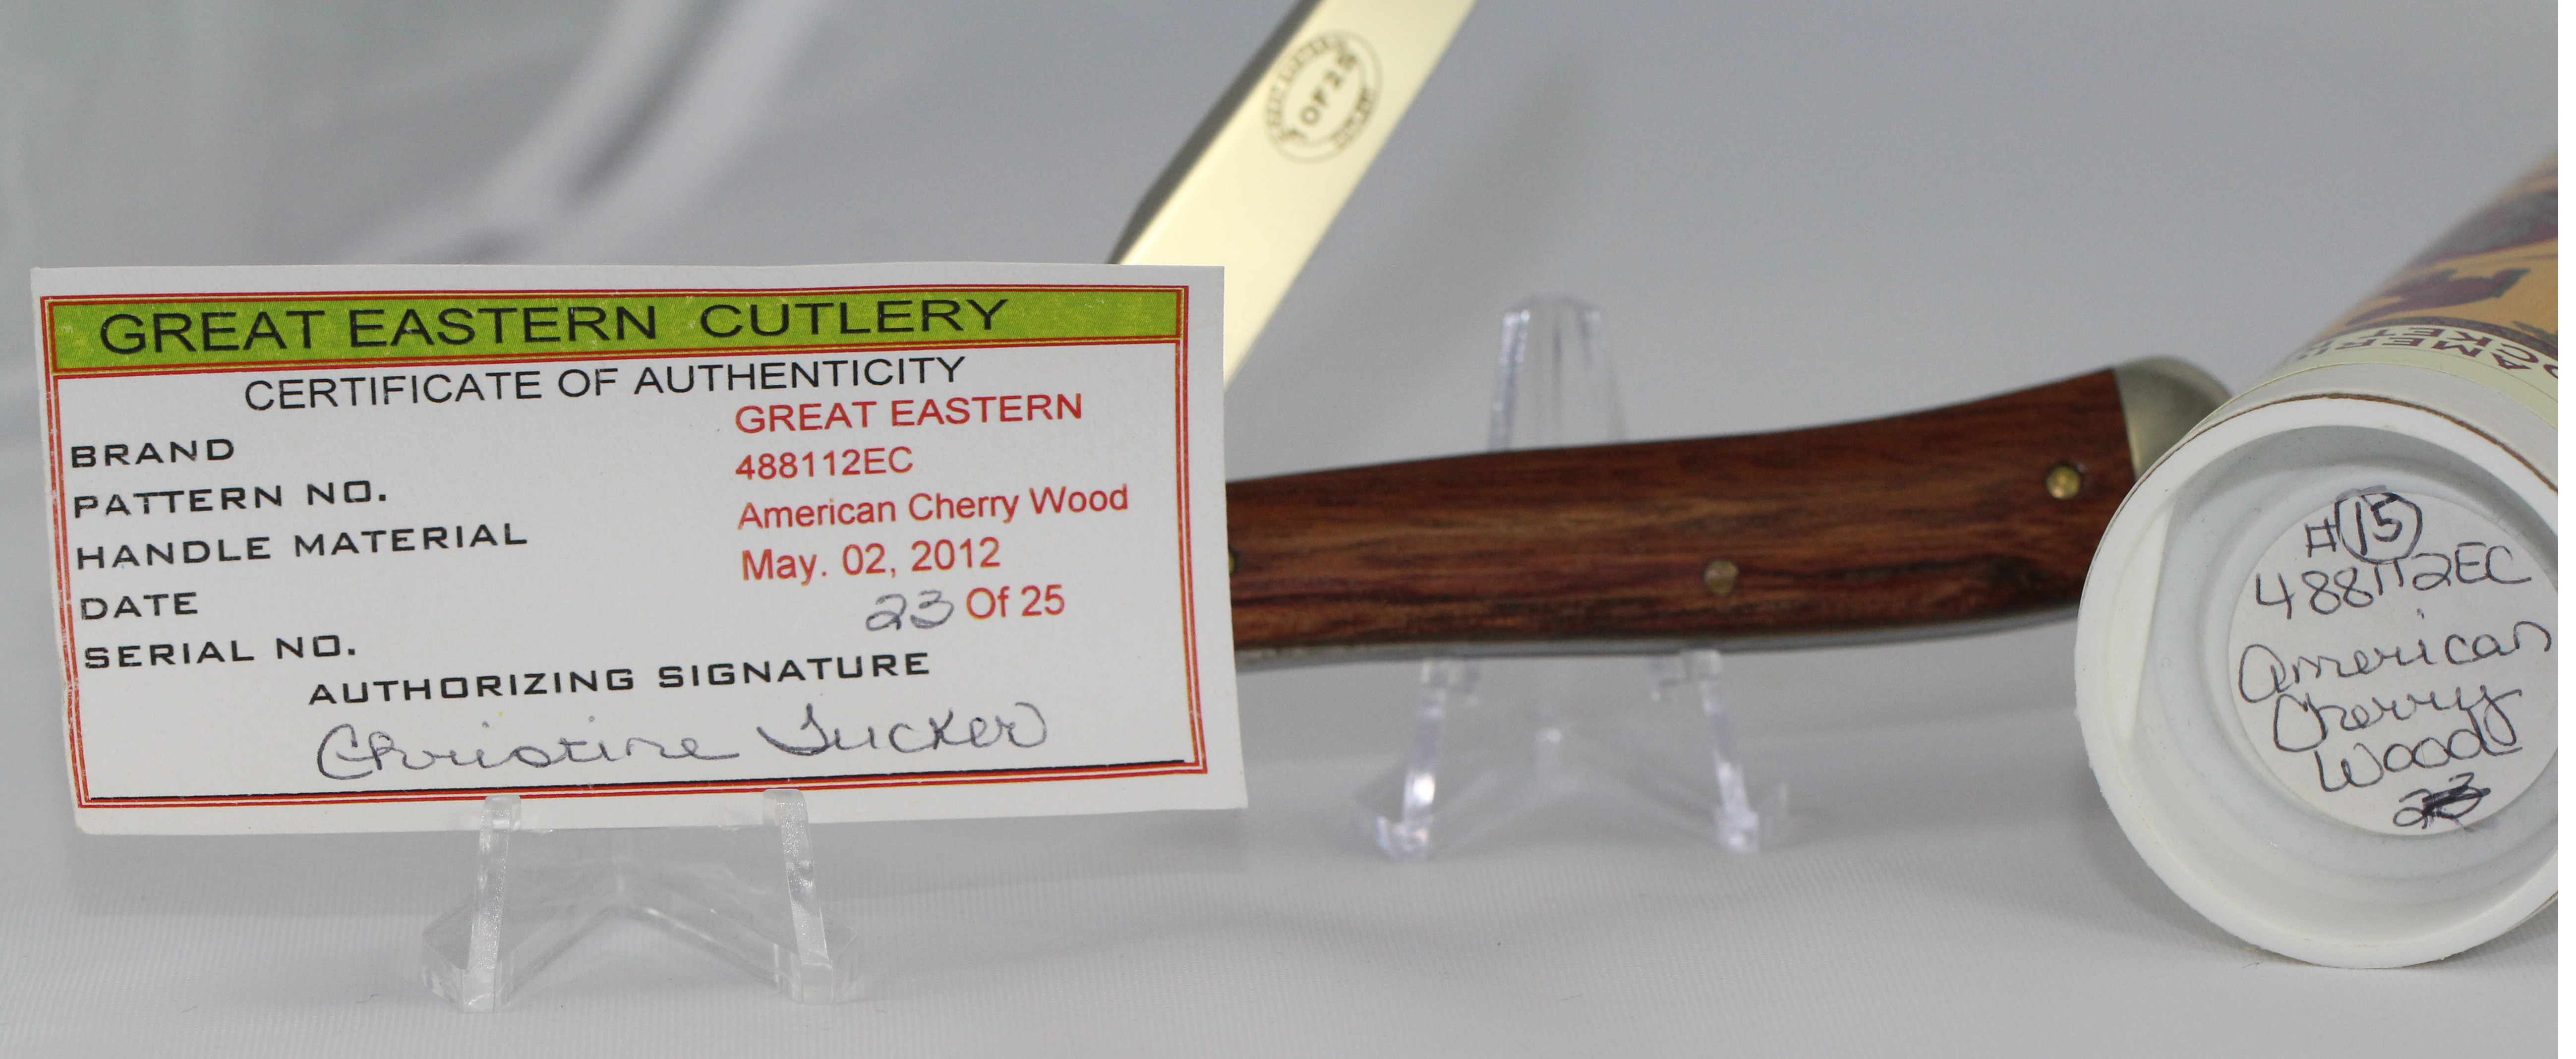 GREAT EASTERN CUTLERY
CERTIFICATE OF AUTHENTICITY
BRAND GREAT EASTERN
PATTERN NO. 488112EC
HANDLE MATERIAL American Cherry Wood
DATE May. 02, 2012
SERIAL NO. 23 Of 25
AUTHORIZING SIGNATURE
Christine Tucker
1 OF 25
#15
488112EC
American
Cherry
Wood
23